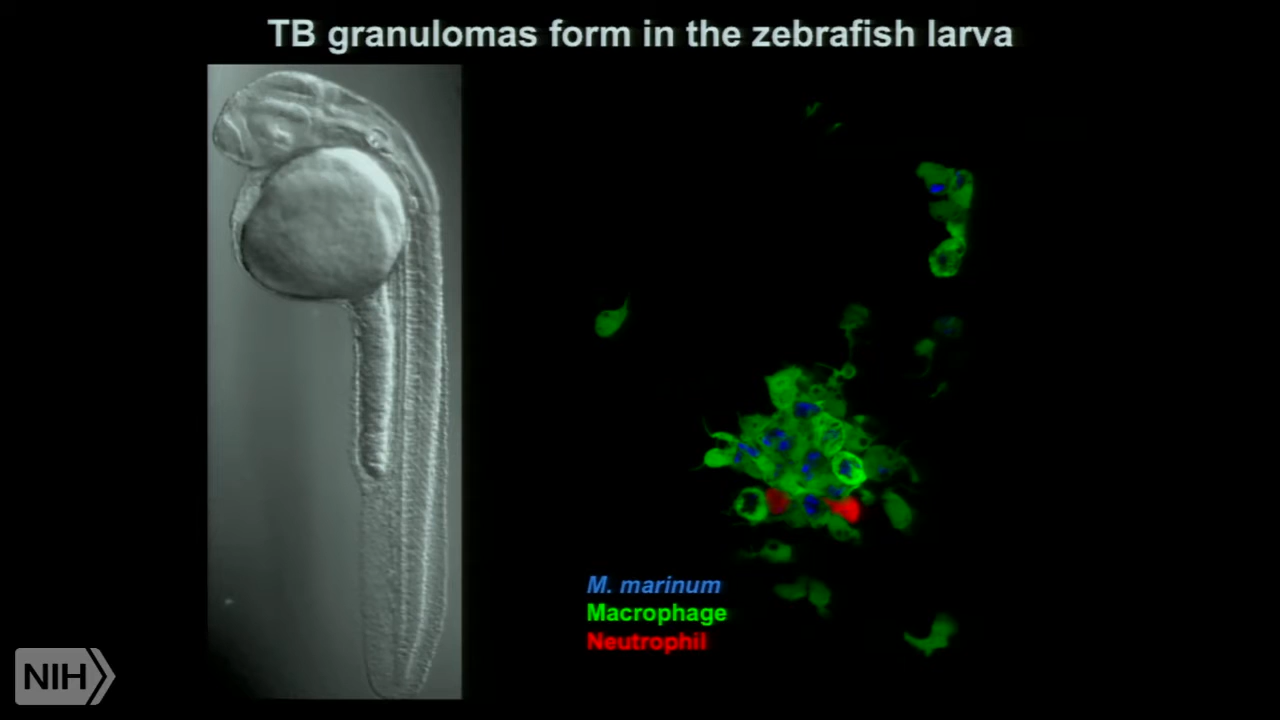 TB granulomas form in the zebrafish larva
M. marinum
Macrophage
Neutrophil
NIH